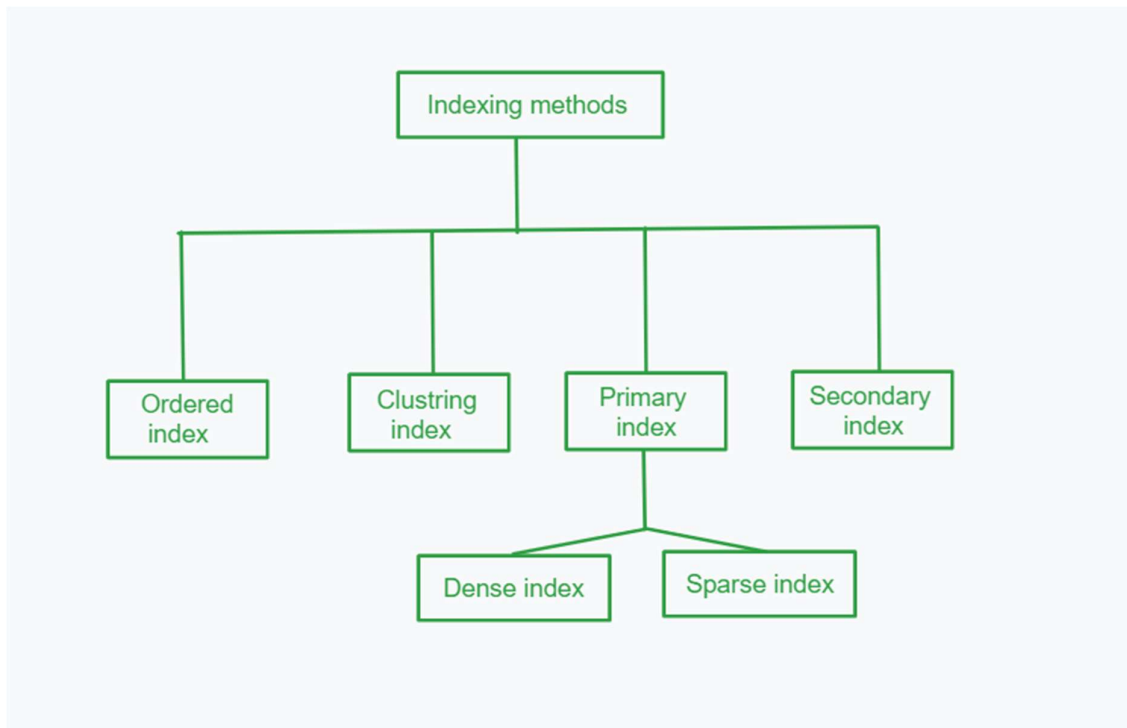 Indexing methods
Ordered
index
Clustring
index
Primary
index
Secondary
index
Dense index
Sparse index